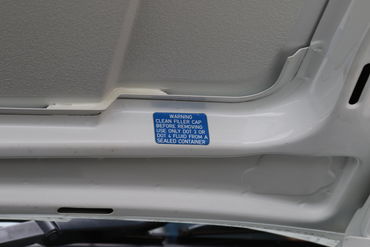 WARNING
CLEAN FILLER CAP
BEFORE REMOVING
USE ONLY DOT 3 OR
DOT 4 FLUID FROM A
SEALED CONTAINER